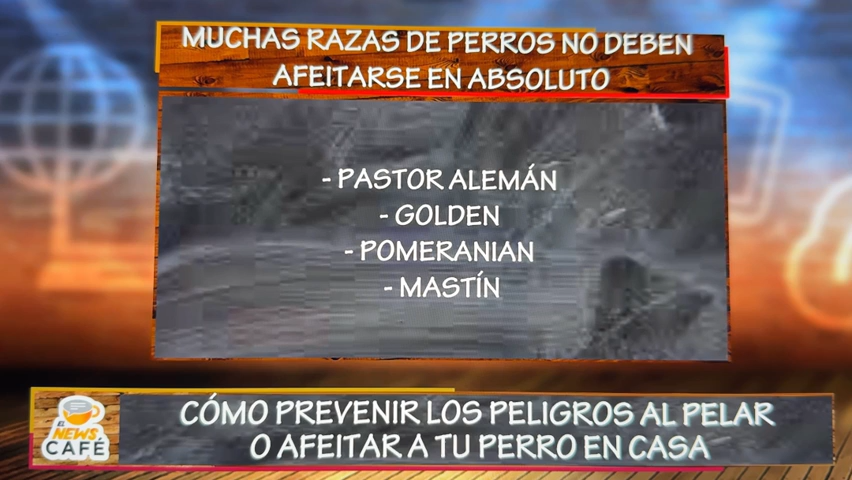 MUCHAS RAZAS DE PERROS NO DEBEN
AFEITARSE EN ABSOLUTO
- PASTOR ALEMÁN
- GOLDEN
- POMERANIAN
- MASTÍN
EL
NEWS
CAFÉ
CÓMO PREVENIR LOS PELIGROS AL PELAR
O AFEITAR A TU PERRO EN CASA